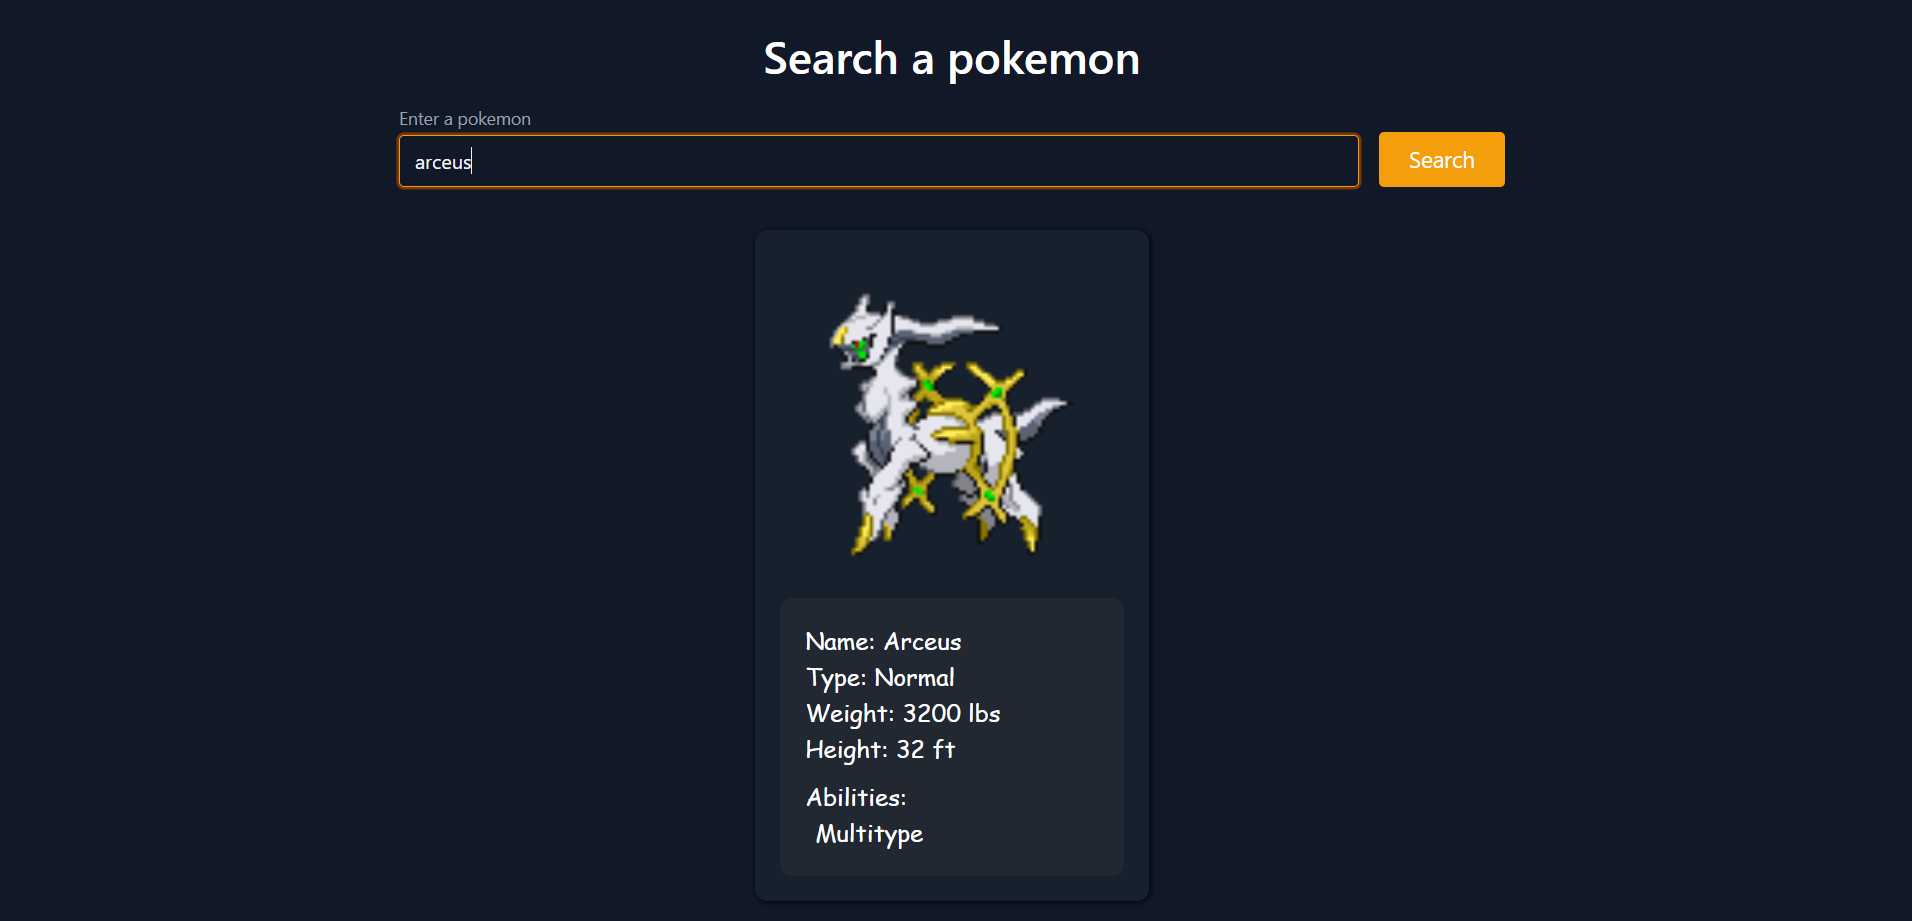 Search a pokemon
Enter a pokemon
arceus
Search
Name: Arceus
Type: Normal
Weight: 3200 lbs
Height: 32 ft
Abilities:
Multitype